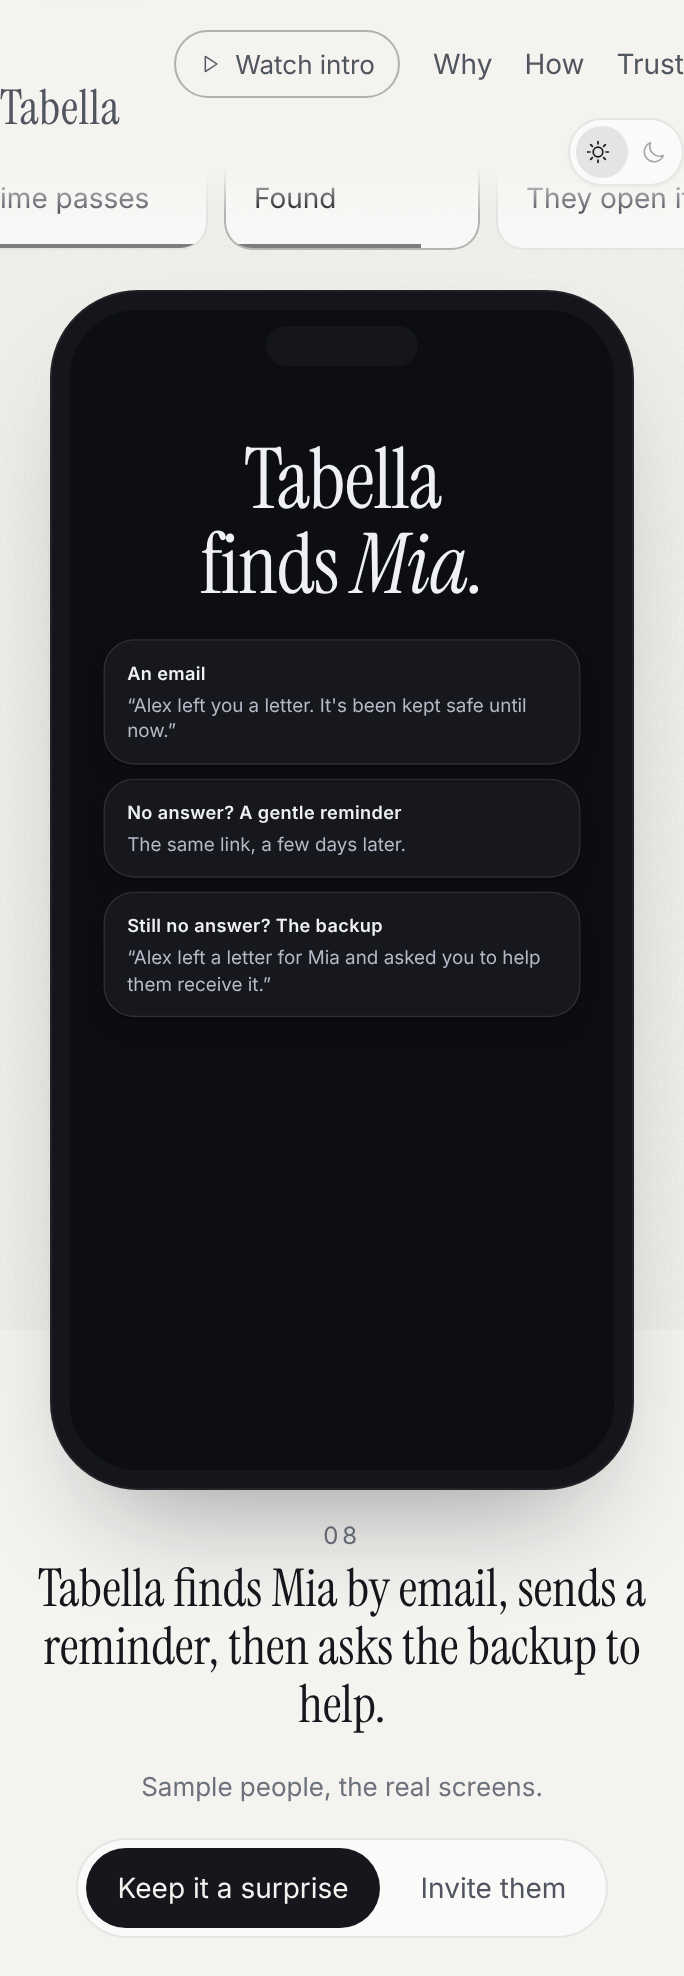 Watch intro Why How Trust
Tabella
ime passes Found They open it
Tabella
finds Mia.
An email
“Alex left you a letter. It's been kept safe until
now.”
No answer? A gentle reminder
The same link, a few days later.
Still no answer? The backup
“Alex left a letter for Mia and asked you to help
them receive it.”
08
Tabella finds Mia by email, sends a
reminder, then asks the backup to
help.
Sample people, the real screens.
Keep it a surprise Invite them